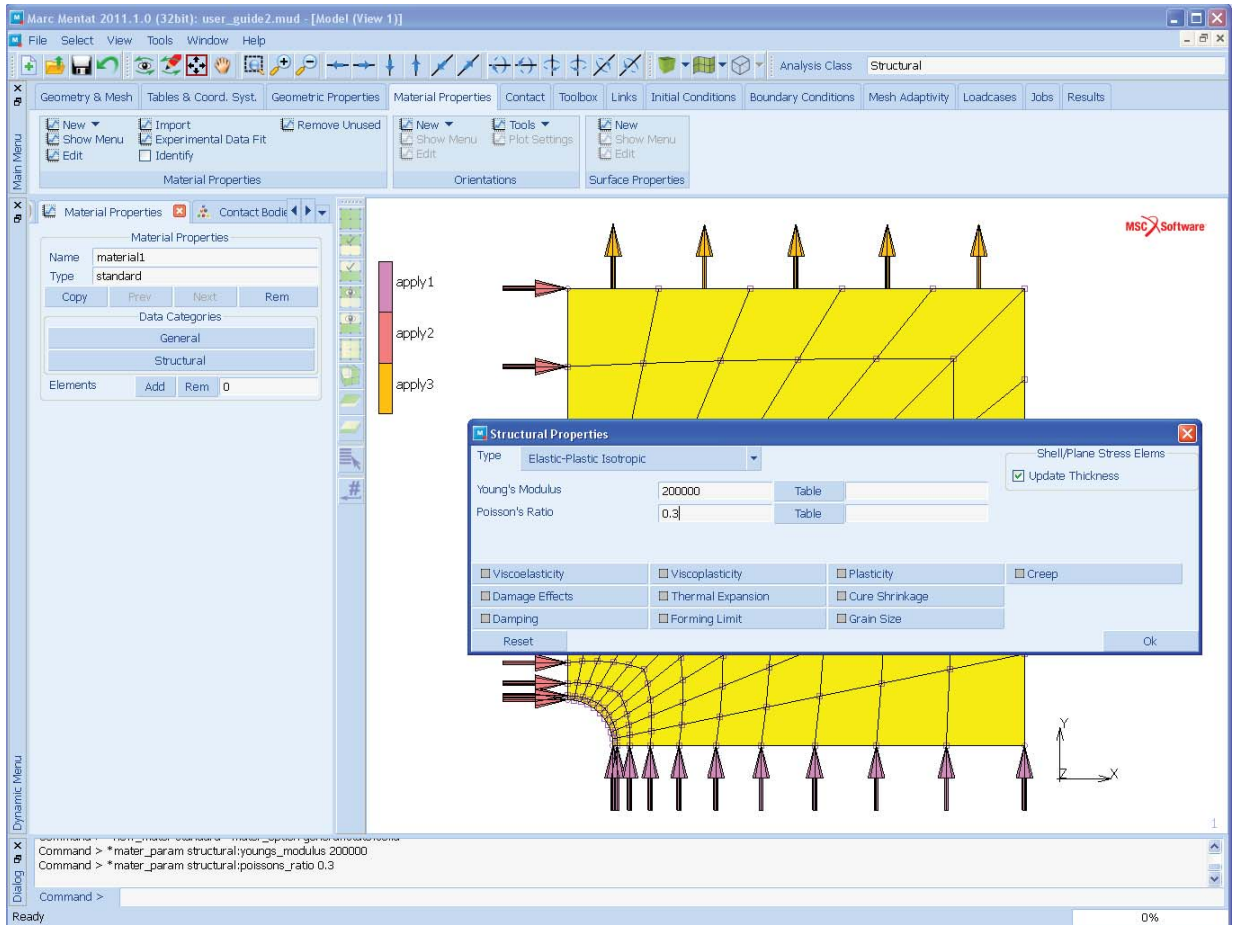 Marc Mentat 2011.1.0 (32bit): user_guide2.mud - [Model (View 1)]
File Select View Tools Window Help
Analysis Class Structural
Geometry & Mesh Tables & Coord. Syst. Geometric Properties Material Properties Contact Toolbox Links Initial Conditions Boundary Conditions Mesh Adaptivity Loadcases Jobs Results
New Import Remove Unused New Tools New
Show Menu Experimental Data Fit Show Menu Plot Settings Show Menu
Edit Identify Edit Edit
Material Properties Orientations Surface Properties
Main Menu
Material Properties Contact Bodie
Material Properties
Name material1
Type standard
Copy Prev Next Rem
Data Categories
General
Structural
Elements Add Rem 0
Dynamic Menu
MSC Software
apply1
apply2
apply3
Structural Properties
Type Elastic-Plastic Isotropic
Shell/Plane Stress Elems
Update Thickness
Young's Modulus 200000 Table
Poisson's Ratio 0.3 Table
Viscoelasticity Viscoplasticity Plasticity Creep
Damage Effects Thermal Expansion Cure Shrinkage
Damping Forming Limit Grain Size
Reset Ok
Y
Z X
1
Dialog
Command > *mater_param structural:youngs_modulus 200000
Command > *mater_param structural:poissons_ratio 0.3
Command >
Ready 0%